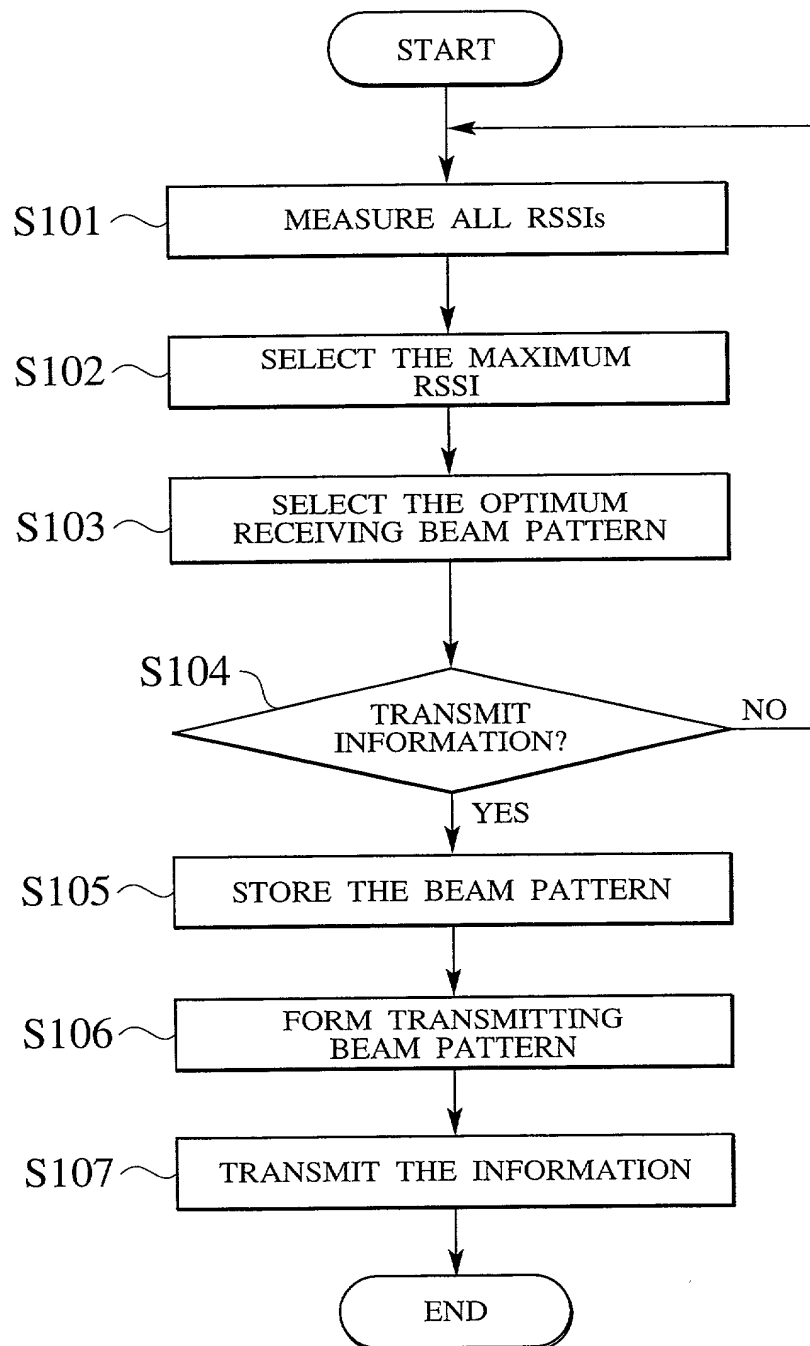 START
S101
MEASURE ALL RSSIs
S102
SELECT THE MAXIMUM
RSSI
S103
SELECT THE OPTIMUM
RECEIVING BEAM PATTERN
S104
TRANSMIT
INFORMATION?
NO
YES
S105
STORE THE BEAM PATTERN
S106
FORM TRANSMITTING
BEAM PATTERN
S107
TRANSMIT THE INFORMATION
END